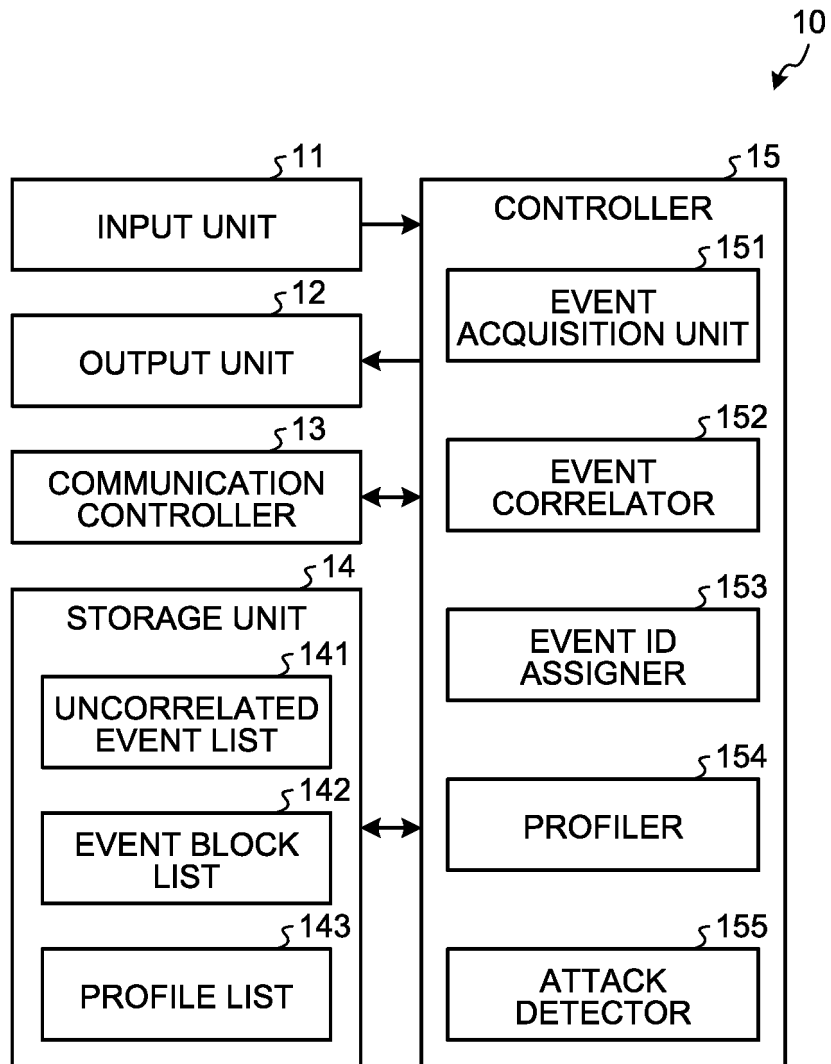 10
11
INPUT UNIT
12
OUTPUT UNIT
13
COMMUNICATION
CONTROLLER
14
STORAGE UNIT
141
UNCORRELATED
EVENT LIST
142
EVENT BLOCK
LIST
143
PROFILE LIST
15
CONTROLLER
151
EVENT
ACQUISITION UNIT
152
EVENT
CORRELATOR
153
EVENT ID
ASSIGNER
154
PROFILER
155
ATTACK
DETECTOR